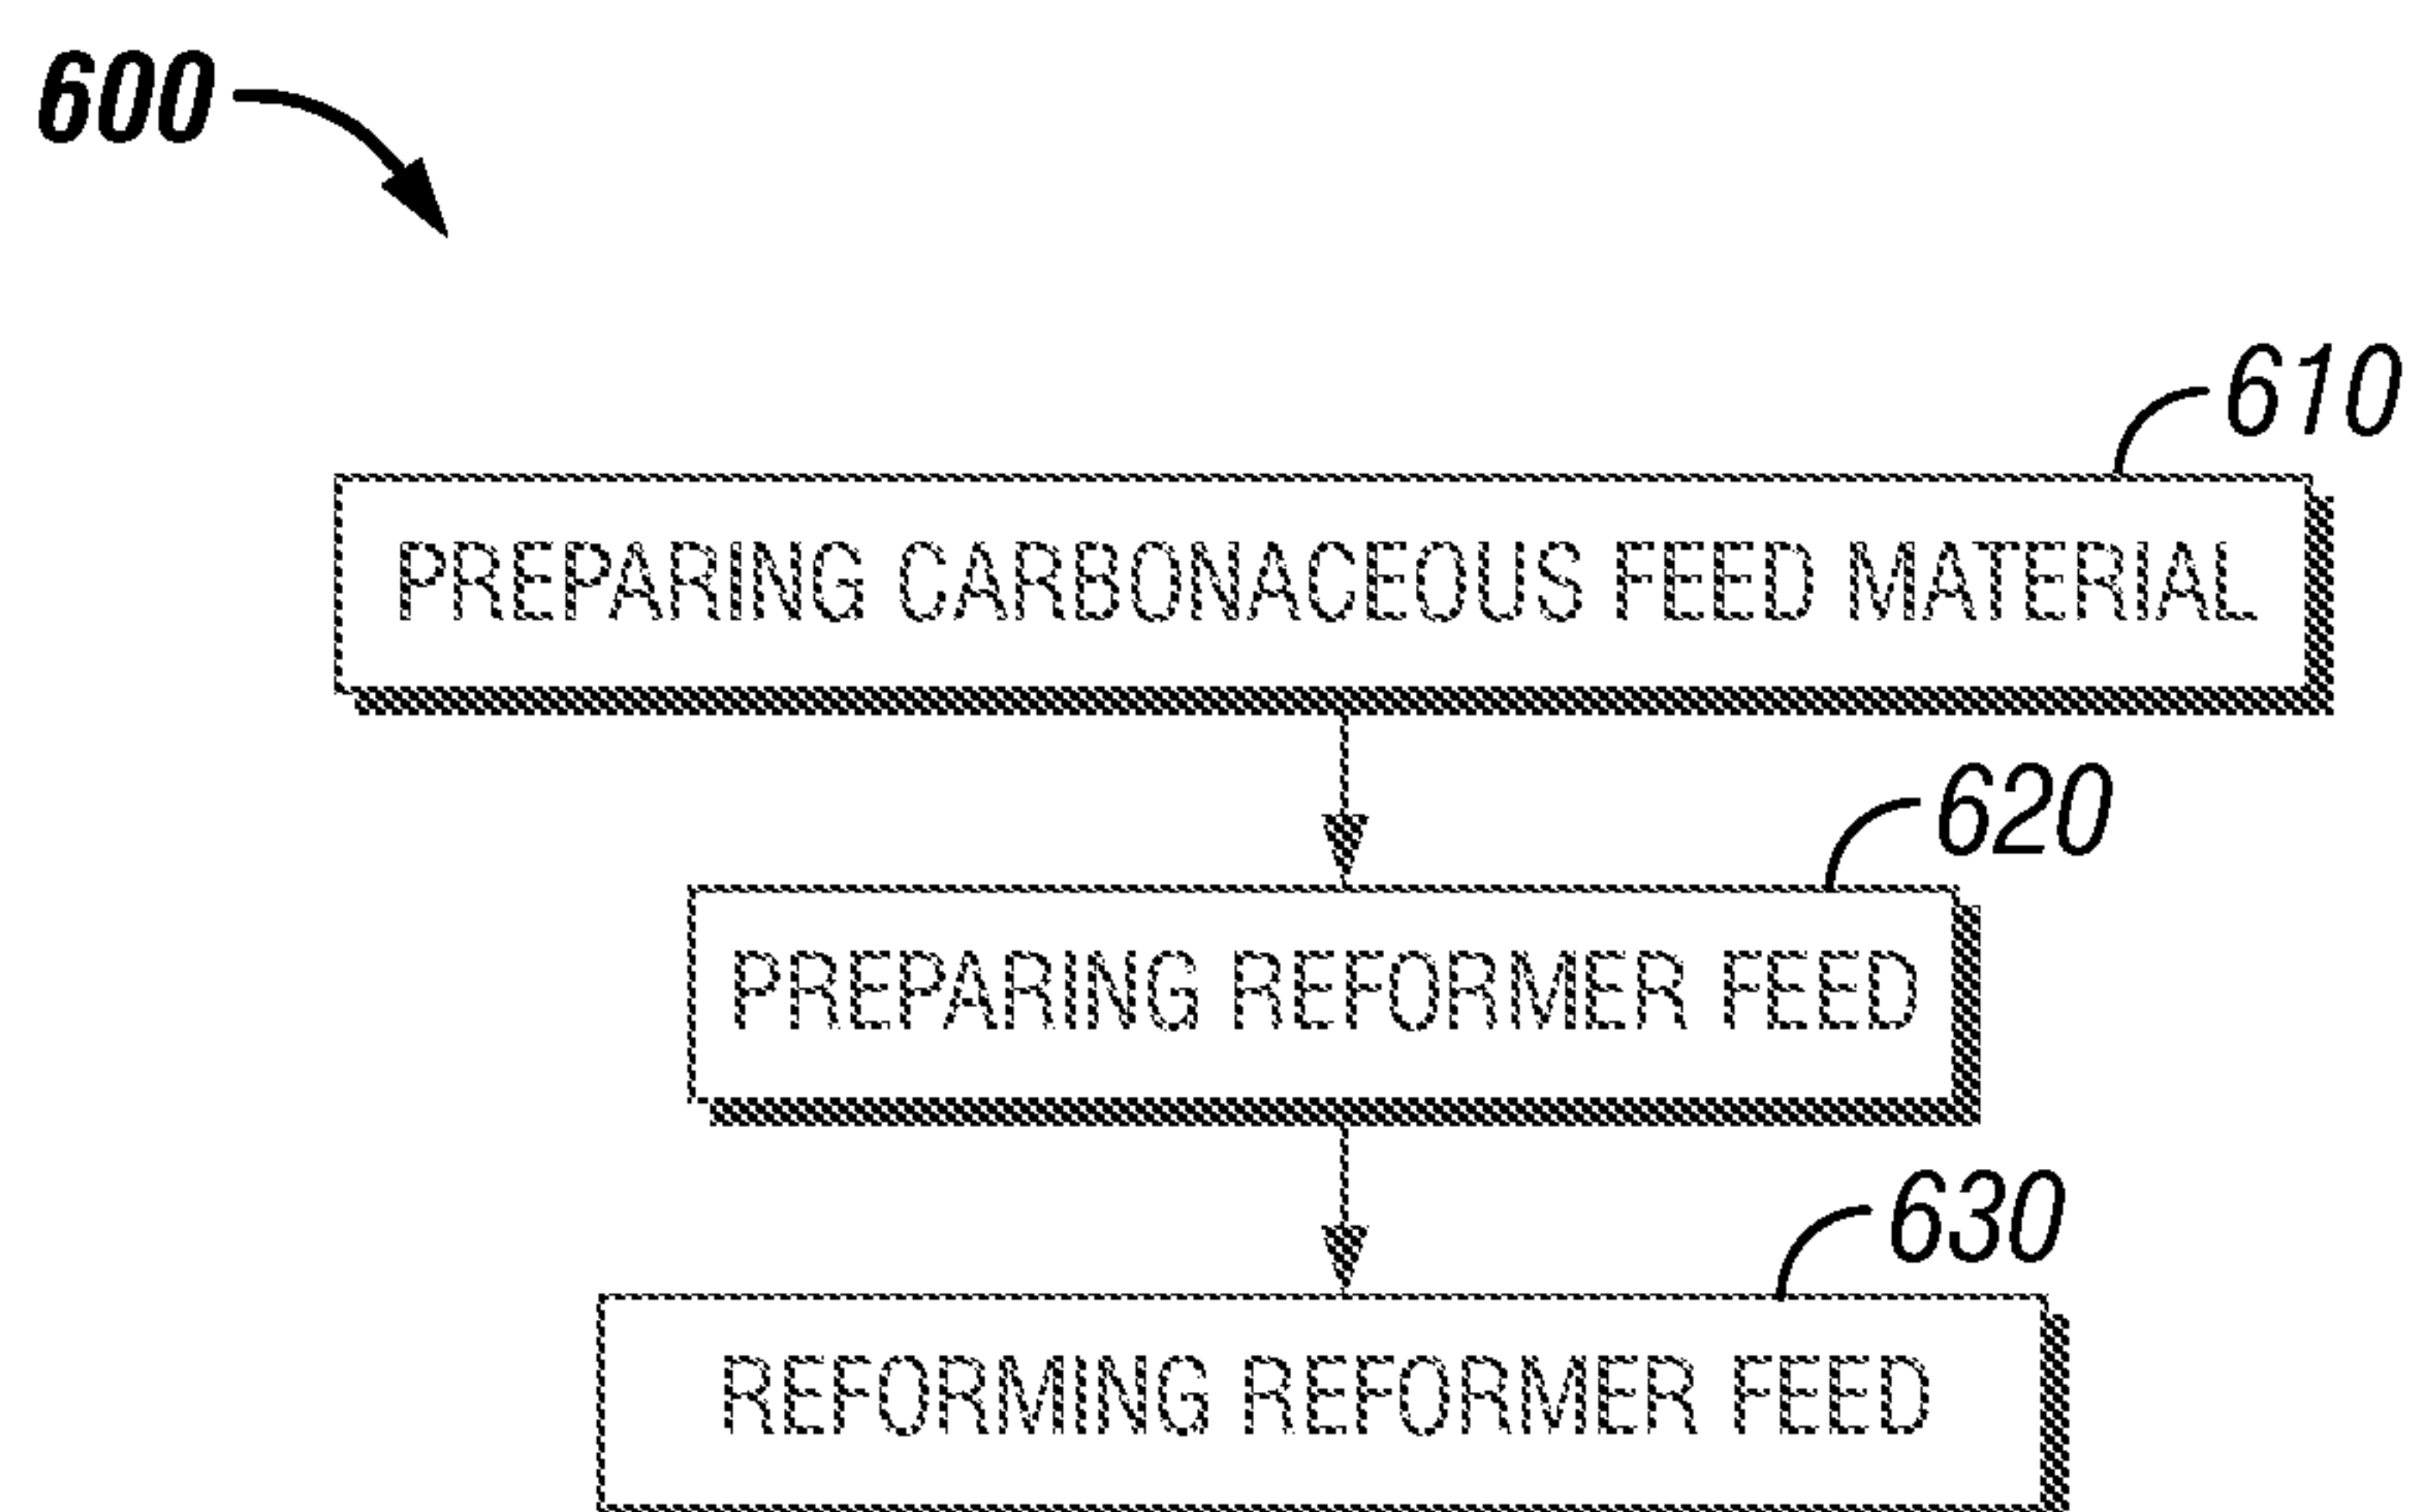 600
610
PREPARING CARBONACEOUS FEED MATERIAL
620
PREPARING REFORMER FEED
630
REFORMING REFORMER FEED